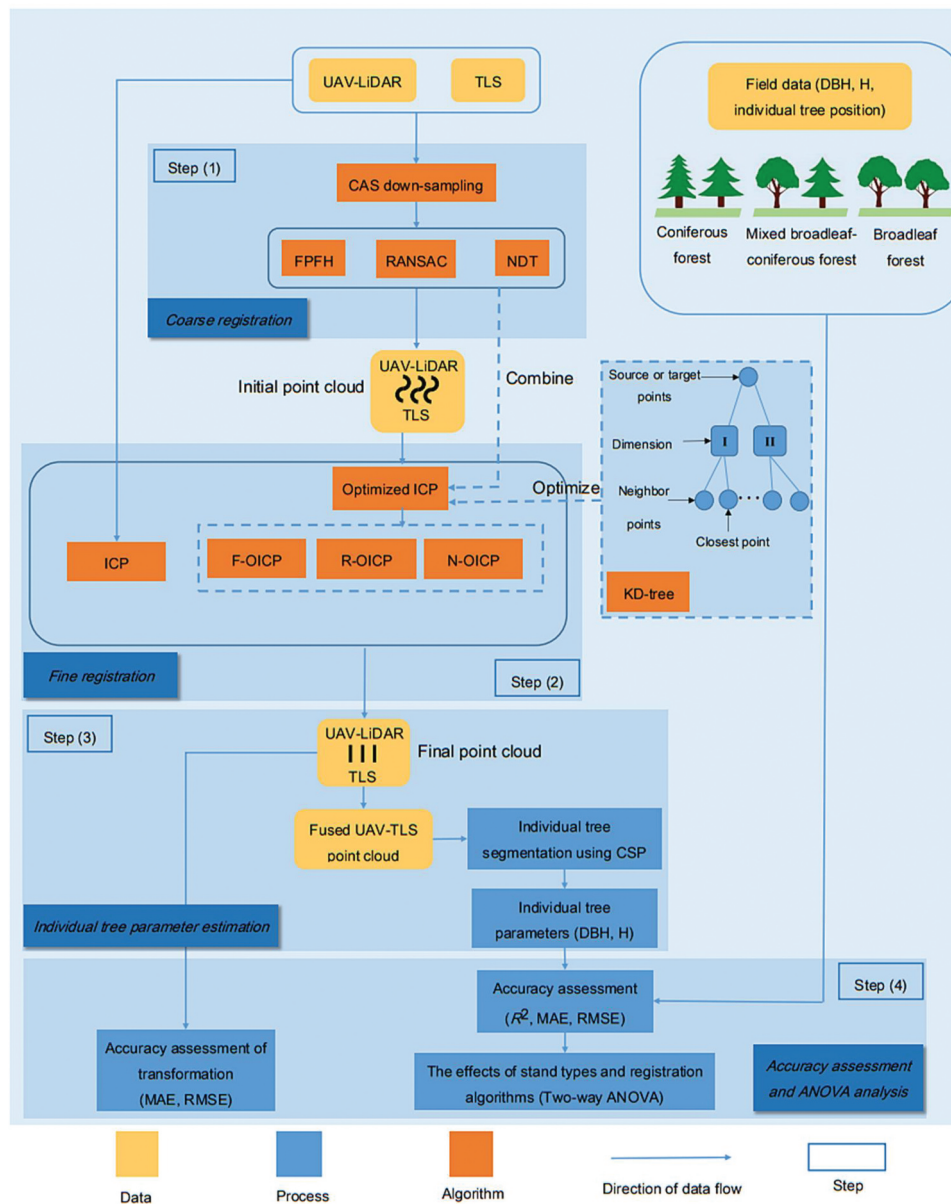 UAV-LiDAR
TLS
Field data (DBH, H,
individual tree position)
Coniferous
forest
Mixed broadleaf-
coniferous forest
Broadleaf
forest
Step (1)
CAS down-sampling
FPFH
RANSAC
NDT
Coarse registration
Initial point cloud
UAV-LiDAR
TLS
Combine
Source or target
points
Dimension
I
II
Neighbor
points
Closest point
KD-tree
Optimize
Optimized ICP
ICP
F-OICP
R-OICP
N-OICP
Fine registration
Step (2)
Step (3)
UAV-LiDAR
TLS
Final point cloud
Fused UAV-TLS
point cloud
Individual tree
segmentation using CSP
Individual tree
parameters (DBH, H)
Individual tree parameter estimation
Step (4)
Accuracy assessment
(R², MAE, RMSE)
Accuracy assessment of
transformation
(MAE, RMSE)
The effects of stand types and registration
algorithms (Two-way ANOVA)
Accuracy assessment
and ANOVA analysis
Data
Process
Algorithm
Direction of data flow
Step